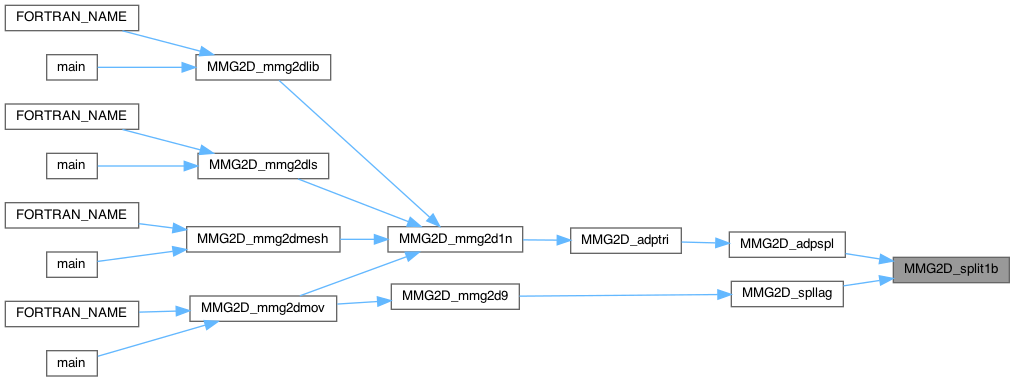 FORTRAN_NAME
main
MMG2D_mmg2dlib
FORTRAN_NAME
main
MMG2D_mmg2dls
FORTRAN_NAME
main
MMG2D_mmg2dmesh
MMG2D_mmg2d1n
MMG2D_adptri
MMG2D_adpspl
MMG2D_split1b
FORTRAN_NAME
main
MMG2D_mmg2dmov
MMG2D_mmg2d9
MMG2D_spllag